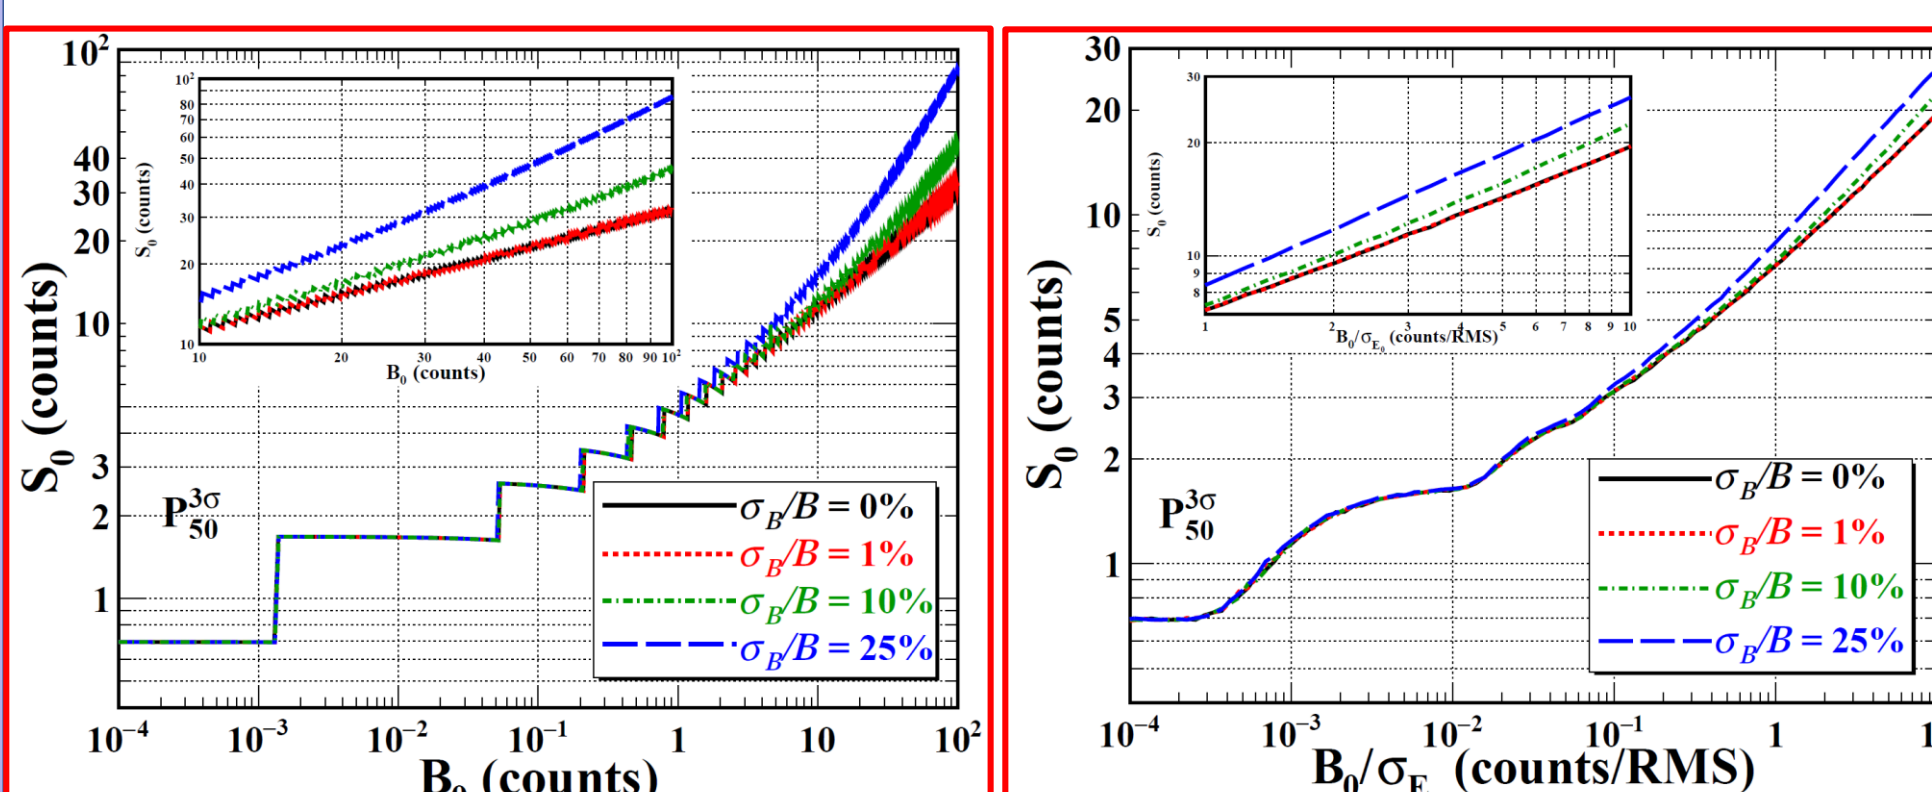 10²
40
30
20
10
3
2
1
S₀ (counts)
10⁻⁴ 10⁻³ 10⁻² 10⁻¹ 1 10 10²
B₀ (counts)
P₅₀³σ
σ_B/B = 0%
σ_B/B = 1%
σ_B/B = 10%
σ_B/B = 25%
10²
80
70
60
50
40
30
20
10
S₀ (counts)
10 20 30 40 50 60 70 80 90 10²
B₀ (counts)
30
20
10
5
4
3
2
1
S₀ (counts)
10⁻⁴ 10⁻³ 10⁻² 10⁻¹ 1
B₀/σ_E (counts/RMS)
P₅₀³σ
σ_B/B = 0%
σ_B/B = 1%
σ_B/B = 10%
σ_B/B = 25%
30
20
10
9
8
S₀ (counts)
1 2 3 4 5 6 7 8 9 10
B₀/σ_E₀ (counts/RMS)